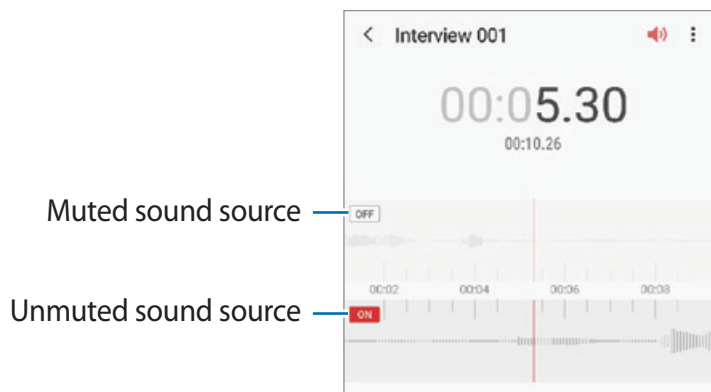 Interview 001
00:05.30
00:10.26
Muted sound source
OFF
00:02 00:04 00:06 00:08
Unmuted sound source
ON